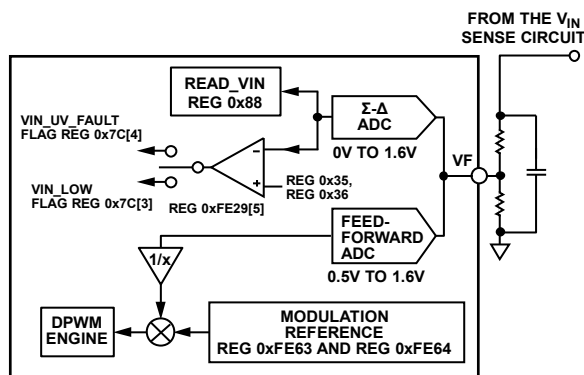 FROM THE VIN
SENSE CIRCUIT
READ_VIN
REG 0x88
Σ-Δ
ADC
VIN_UV_FAULT
FLAG REG 0x7C[4]
0V TO 1.6V
VF
–
+
REG 0x35,
REG 0x36
VIN_LOW
FLAG REG 0x7C[3]
REG 0xFE29[5]
FEED-
FORWARD
ADC
1/x
0.5V TO 1.6V
DPWM
ENGINE
MODULATION
REFERENCE
REG 0xFE63 AND REG 0xFE64